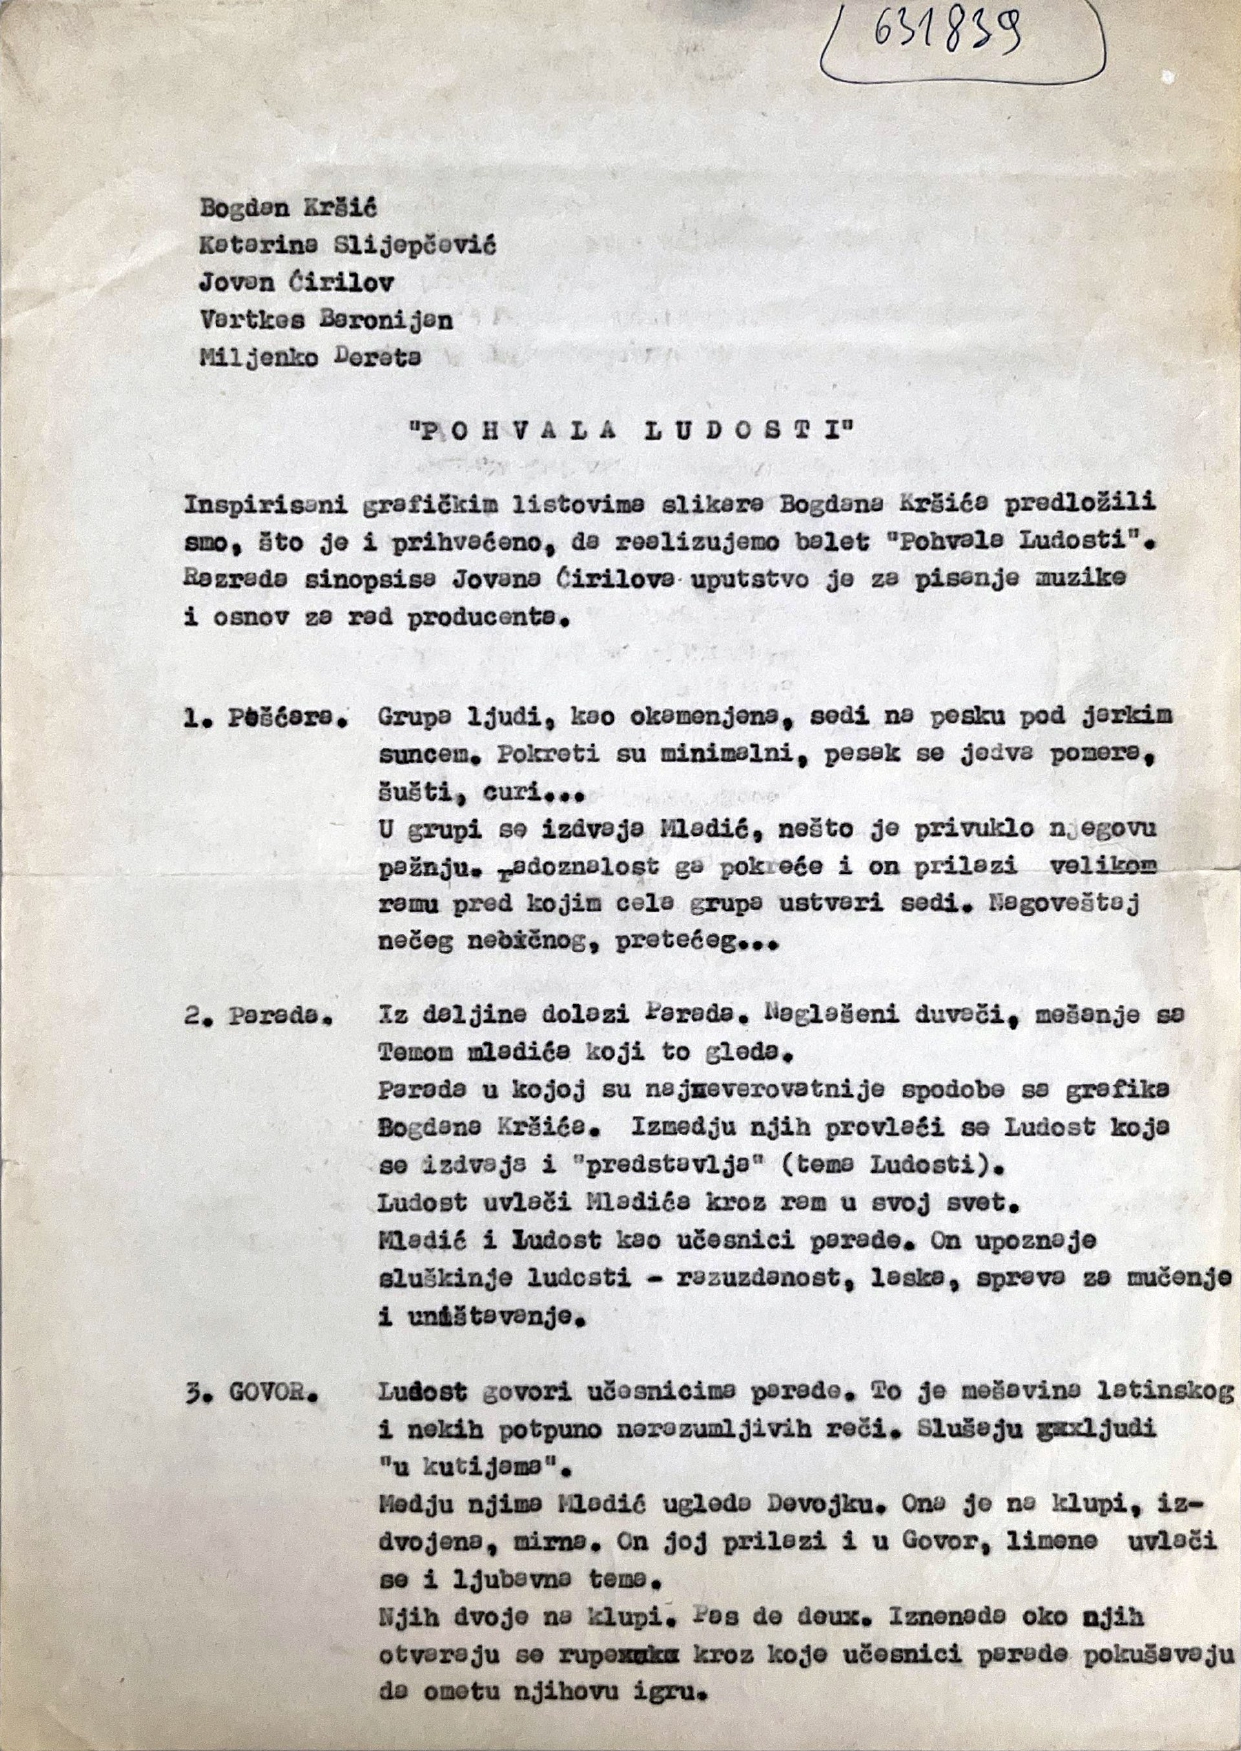 631839
Bogdan Kršić
Katarina Slijepčević
Jovan Ćirilov
Vartkes Baronijan
Miljenko Dereta
"P O H V A L A  L U D O S T I"
Inspirisani grafičkim listovima slikara Bogdana Kršića predložili
smo, što je i prihvaćeno, da realizujemo balet "Pohvala Ludosti".
Razrada sinopsisa Jovana Ćirilova uputstvo je za pisanje muzike
i osnov za rad producenta.
1. Pěšćara. Grupa ljudi, kao okamenjena, sedi na pesku pod jarkim
suncem. Pokreti su minimalni, pesak se jedva pomera,
šušti, curi...
U grupi se izdvaja Mladić, nešto je privuklo njegovu
pažnju. radoznalost ga pokreće i on prilazi velikom
ramu pred kojim cela grupa ustvari sedi. Nagoveštaj
nečeg nebičnog, pretećeg...
2. Parada. Iz daljine dolazi Parada. Naglašeni duvači, mešanje sa
Temom mladića koji to gleda.
Parada u kojoj su najneverovatnije spodobe sa grafika
Bogdana Kršića. Izmedju njih provlači se Ludost koja
se izdvaja i "predstavlja" (tema Ludosti).
Ludost uvlači Mladića kroz ram u svoj svet.
Mladić i Ludost kao učesnici parade. On upoznaje
sluškinje ludosti - razuzdanost, laska, sprava za mučenje
i uništavanje.
3. GOVOR. Ludost govori učesnicima parade. To je mešavina latinskog
i nekih potpuno nerazumljivih reči. Slušaju ljudi
"u kutijama".
Medju njima Mladić ugleda Devojku. Ona je na klupi, iz-
dvojena, mirna. On joj prilazi i u Govor, limene uvlači
se i ljubavna tema.
Njih dvoje na klupi. Pas de deux. Iznenada oko njih
otvaraju se rupe kroz koje učesnici parade pokušavaju
da ometu njihovu igru.